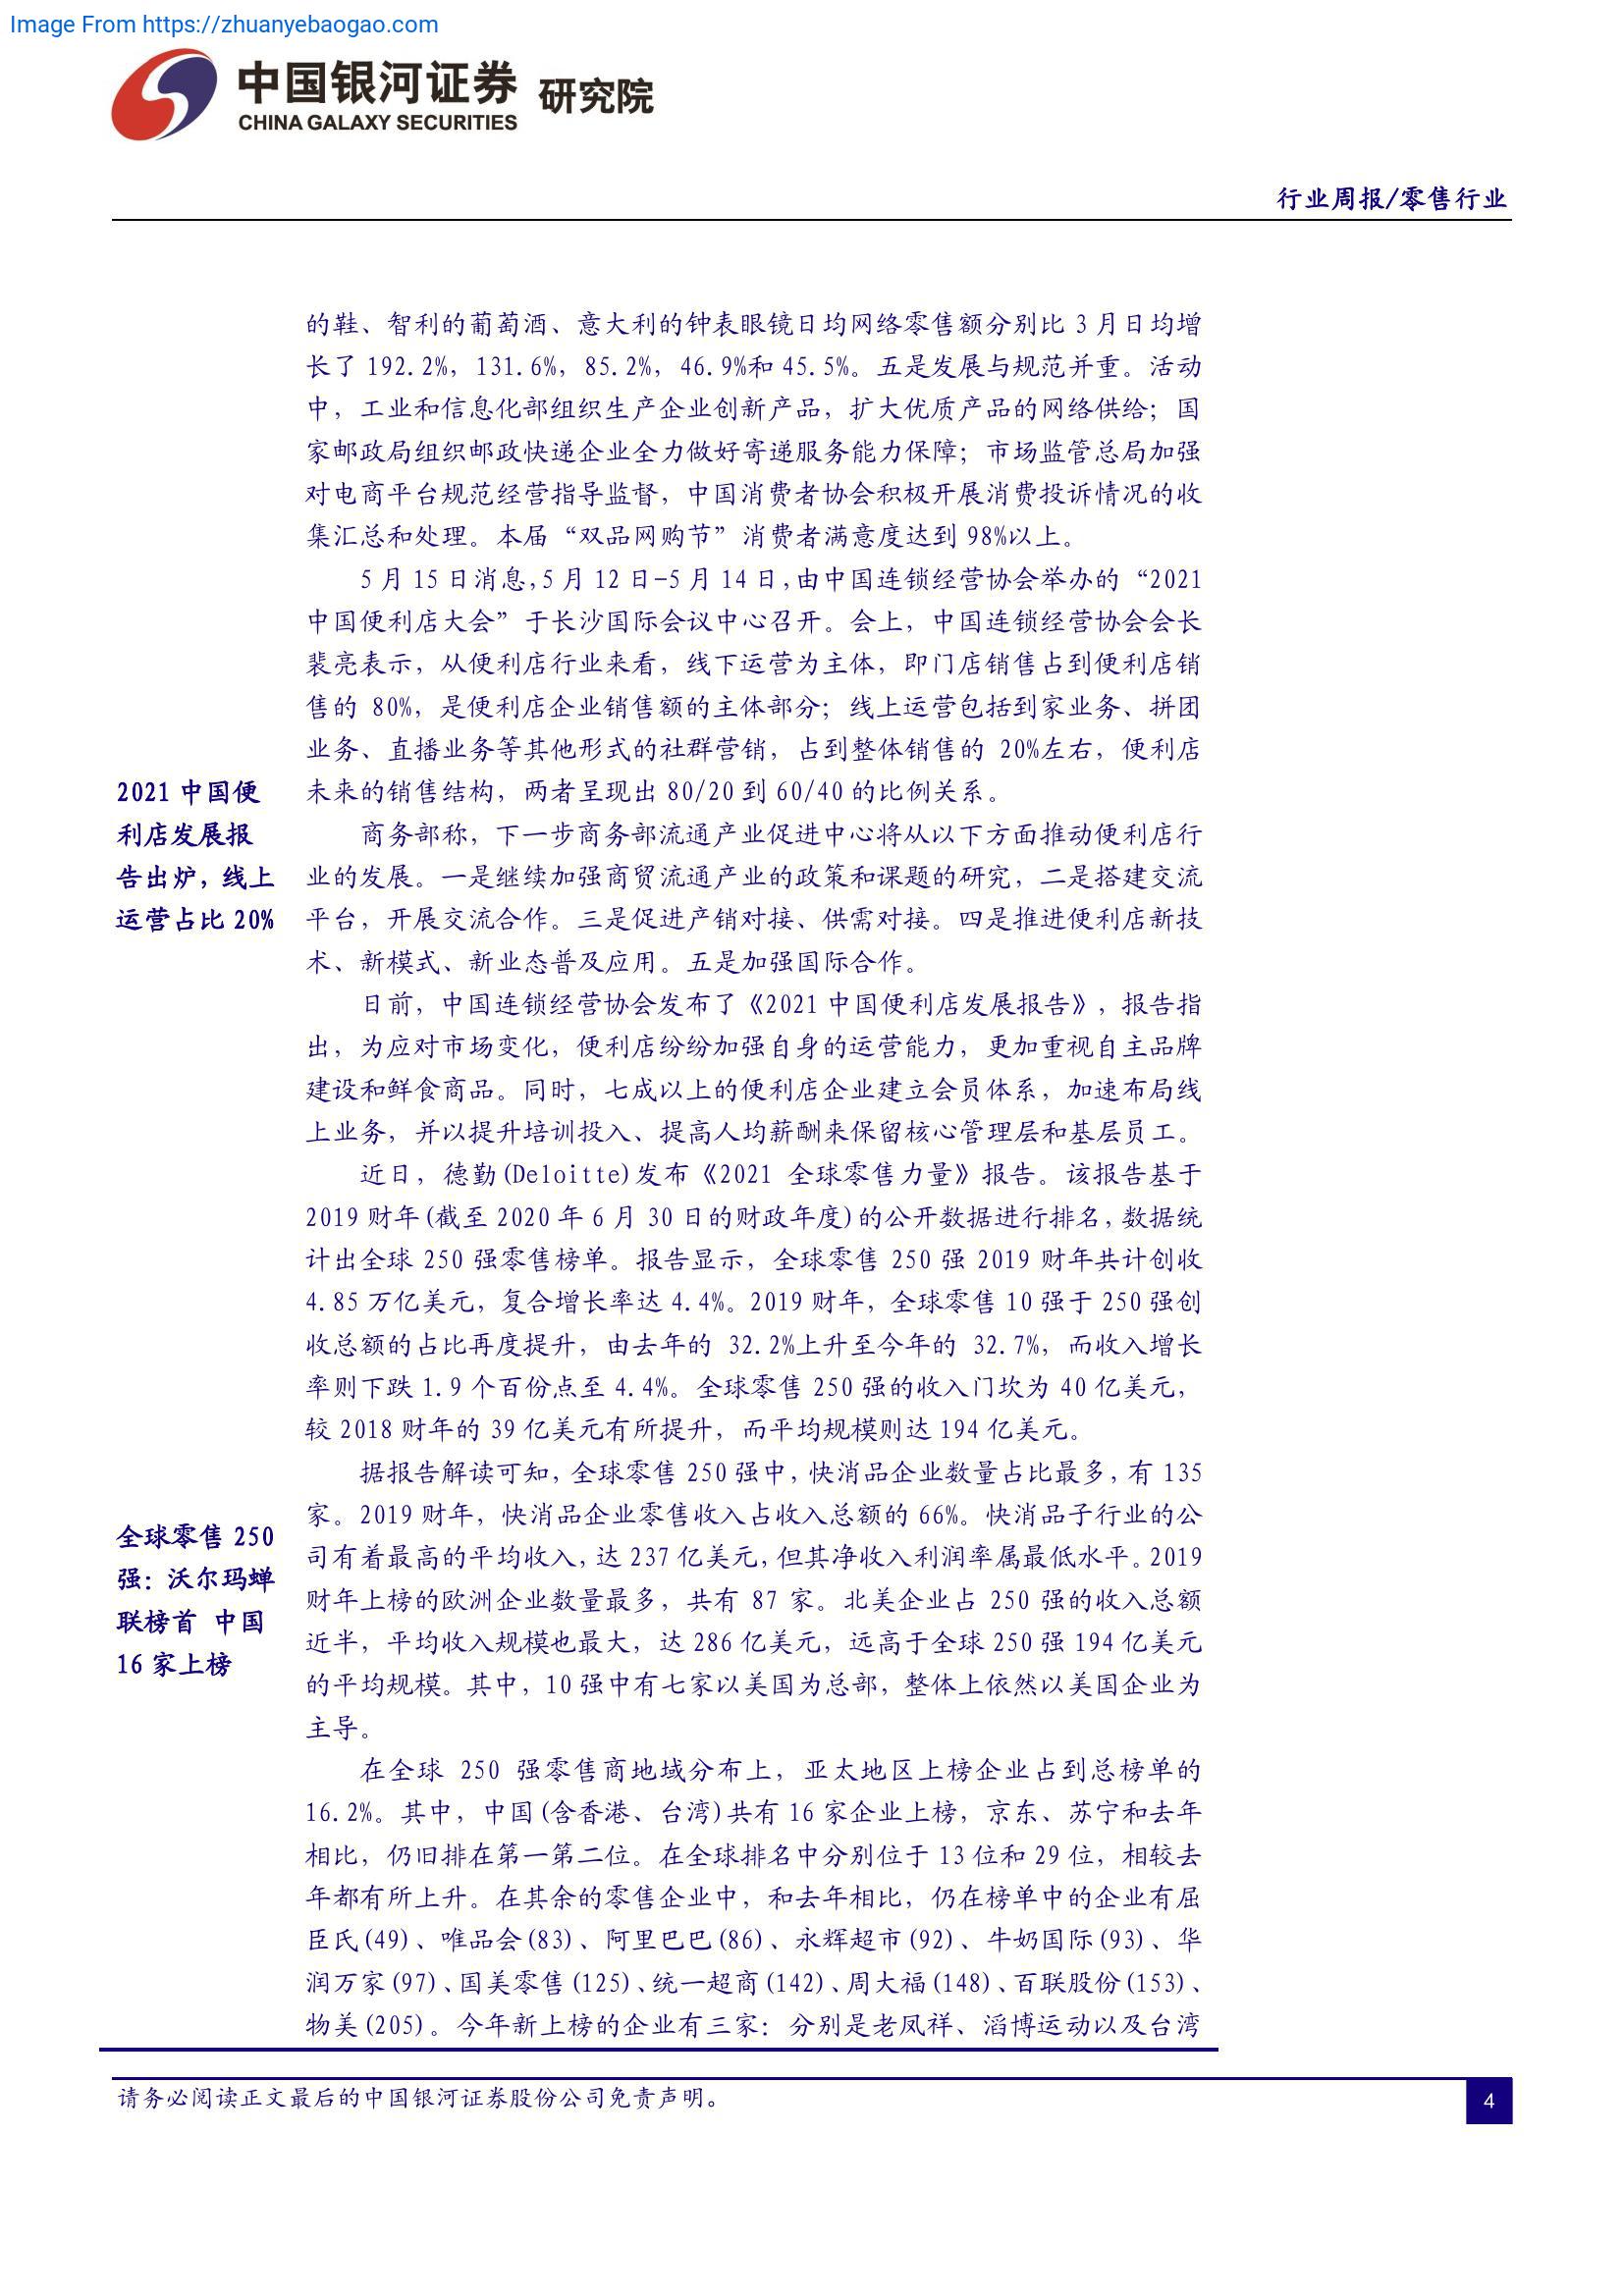 Image From https://zhuanyebaogao.com
中国银河证券 研究院
CHINA GALAXY SECURITIES
行业周报/零售行业
的鞋、智利的葡萄酒、意大利的钟表眼镜日均网络零售额分别比 3 月日均增
长了 192.2%，131.6%，85.2%，46.9%和 45.5%。五是发展与规范并重。活动
中，工业和信息化部组织生产企业创新产品，扩大优质产品的网络供给；国
家邮政局组织邮政快递企业全力做好寄递服务能力保障；市场监管总局加强
对电商平台规范经营指导监督，中国消费者协会积极开展消费投诉情况的收
集汇总和处理。本届“双品网购节”消费者满意度达到 98%以上。
2021 中国便
利店发展报
告出炉，线上
运营占比 20%
5 月 15 日消息,5 月 12 日-5 月 14 日,由中国连锁经营协会举办的“2021
中国便利店大会”于长沙国际会议中心召开。会上，中国连锁经营协会会长
裴亮表示，从便利店行业来看，线下运营为主体，即门店销售占到便利店销
售的 80%，是便利店企业销售额的主体部分；线上运营包括到家业务、拼团
业务、直播业务等其他形式的社群营销，占到整体销售的 20%左右，便利店
未来的销售结构，两者呈现出 80/20 到 60/40 的比例关系。
商务部称，下一步商务部流通产业促进中心将从以下方面推动便利店行
业的发展。一是继续加强商贸流通产业的政策和课题的研究，二是搭建交流
平台，开展交流合作。三是促进产销对接、供需对接。四是推进便利店新技
术、新模式、新业态普及应用。五是加强国际合作。
日前，中国连锁经营协会发布了《2021 中国便利店发展报告》，报告指
出，为应对市场变化，便利店纷纷加强自身的运营能力，更加重视自主品牌
建设和鲜食商品。同时，七成以上的便利店企业建立会员体系，加速布局线
上业务，并以提升培训投入、提高人均薪酬来保留核心管理层和基层员工。
全球零售 250
强：沃尔玛蝉
联榜首 中国
16 家上榜
近日，德勤(Deloitte)发布《2021 全球零售力量》报告。该报告基于
2019 财年(截至 2020 年 6 月 30 日的财政年度)的公开数据进行排名,数据统
计出全球 250 强零售榜单。报告显示，全球零售 250 强 2019 财年共计创收
4.85 万亿美元，复合增长率达 4.4%。2019 财年，全球零售 10 强于 250 强创
收总额的占比再度提升，由去年的 32.2%上升至今年的 32.7%，而收入增长
率则下跌 1.9 个百份点至 4.4%。全球零售 250 强的收入门坎为 40 亿美元，
较 2018 财年的 39 亿美元有所提升，而平均规模则达 194 亿美元。
据报告解读可知,全球零售 250 强中,快消品企业数量占比最多,有 135
家。2019 财年，快消品企业零售收入占收入总额的 66%。快消品子行业的公
司有着最高的平均收入,达 237 亿美元,但其净收入利润率属最低水平。2019
财年上榜的欧洲企业数量最多，共有 87 家。北美企业占 250 强的收入总额
近半，平均收入规模也最大，达 286 亿美元，远高于全球 250 强 194 亿美元
的平均规模。其中，10 强中有七家以美国为总部，整体上依然以美国企业为
主导。
在全球 250 强零售商地域分布上，亚太地区上榜企业占到总榜单的
16.2%。其中，中国(含香港、台湾)共有 16 家企业上榜，京东、苏宁和去年
相比，仍旧排在第一第二位。在全球排名中分别位于 13 位和 29 位，相较去
年都有所上升。在其余的零售企业中，和去年相比，仍在榜单中的企业有屈
臣氏(49)、唯品会(83)、阿里巴巴(86)、永辉超市(92)、牛奶国际(93)、华
润万家(97)、国美零售(125)、统一超商(142)、周大福(148)、百联股份(153)、
物美(205)。今年新上榜的企业有三家：分别是老凤祥、滔博运动以及台湾
请务必阅读正文最后的中国银河证券股份公司免责声明。
4